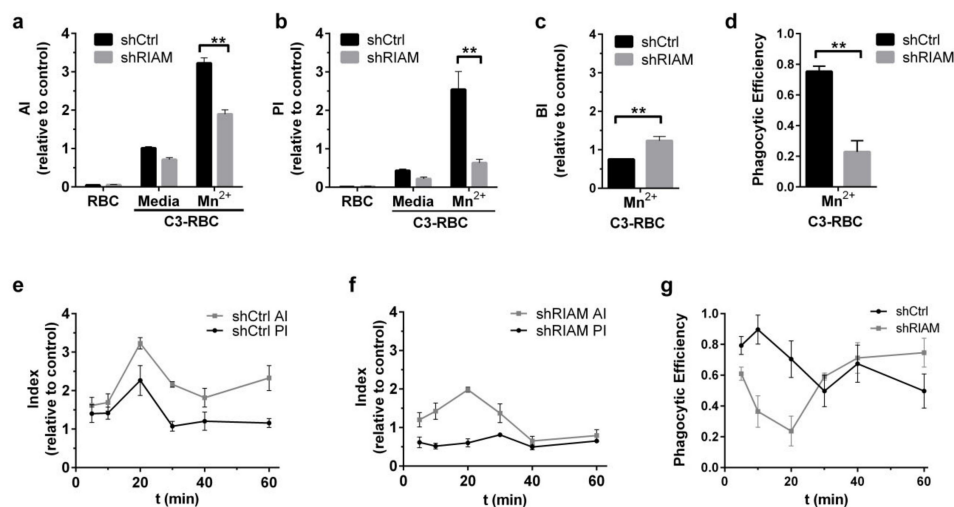 a
shCtrl
shRIAM
**
AI
(relative to control)
4
3
2
1
0
RBC
Media
Mn2+
C3-RBC
b
shCtrl
shRIAM
**
PI
(relative to control)
4
3
2
1
0
RBC
Media
Mn2+
C3-RBC
c
shCtrl
shRIAM
**
BI
(relative to control)
4
3
2
1
0
Mn2+
C3-RBC
d
shCtrl
shRIAM
**
Phagocytic Efficiency
1.0
0.8
0.6
0.4
0.2
0.0
Mn2+
C3-RBC
e
shCtrl AI
shCtrl PI
Index
(relative to control)
4
3
2
1
0
0
20
40
60
t (min)
f
shRIAM AI
shRIAM PI
Index
(relative to control)
4
3
2
1
0
0
20
40
60
t (min)
g
shCtrl
shRIAM
Phagocytic Efficiency
1.0
0.8
0.6
0.4
0.2
0.0
0
20
40
60
t (min)